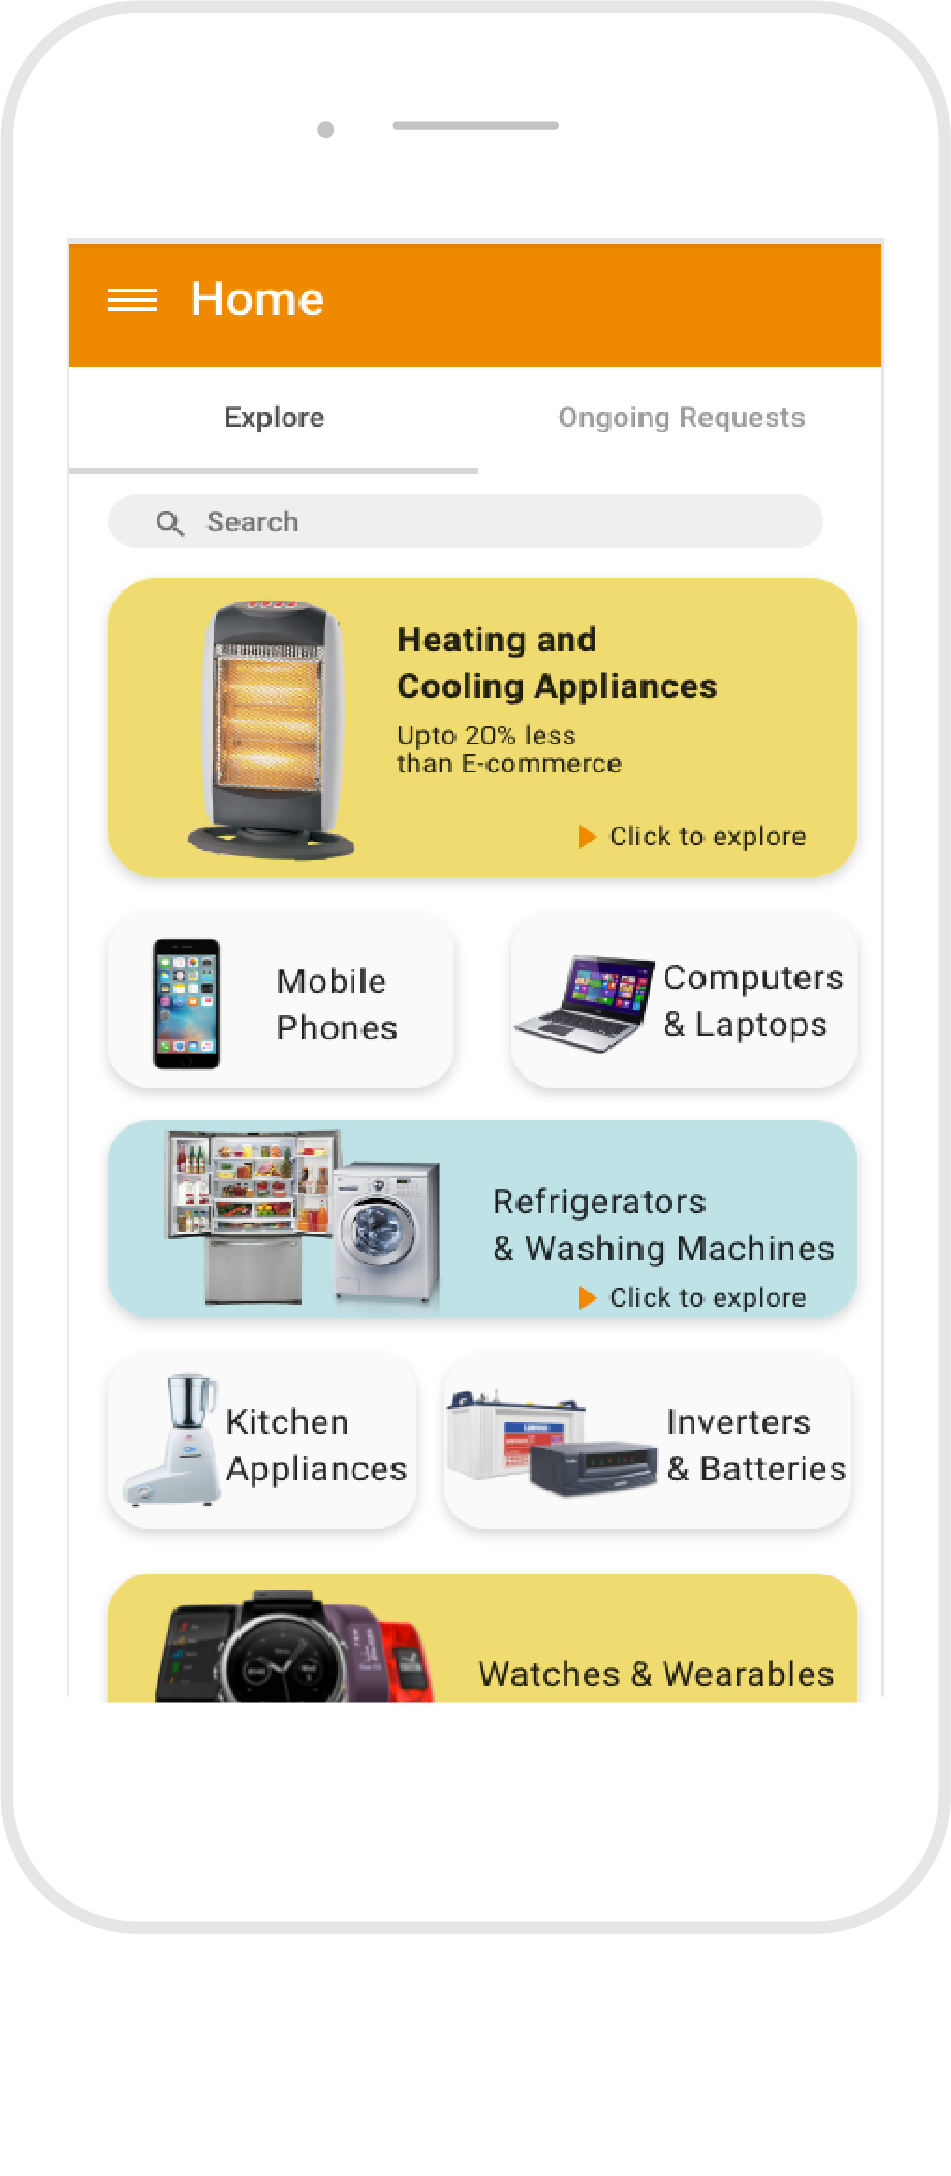 Home
Explore
Ongoing Requests
Search
Heating and
Cooling Appliances
Upto 20% less
than E-commerce
Click to explore
Mobile
Phones
Computers
& Laptops
Refrigerators
& Washing Machines
Click to explore
Kitchen
Appliances
Inverters
& Batteries
Watches & Wearables